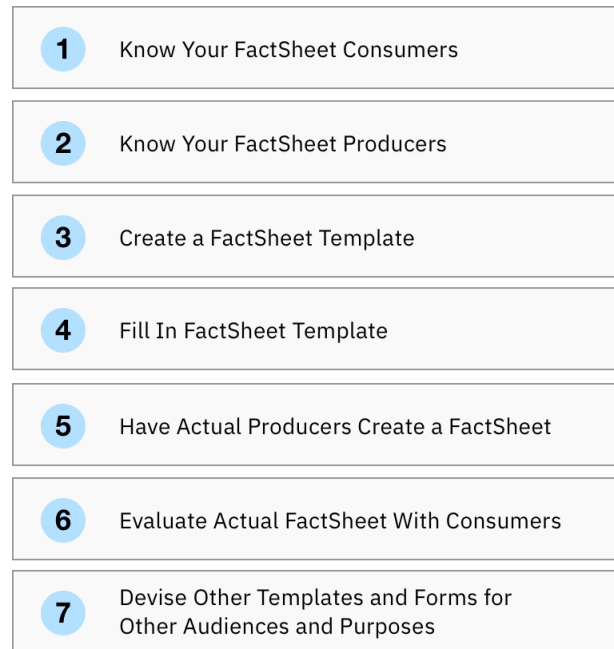 1 Know Your FactSheet Consumers
2 Know Your FactSheet Producers
3 Create a FactSheet Template
4 Fill In FactSheet Template
5 Have Actual Producers Create a FactSheet
6 Evaluate Actual FactSheet With Consumers
7 Devise Other Templates and Forms for
Other Audiences and Purposes